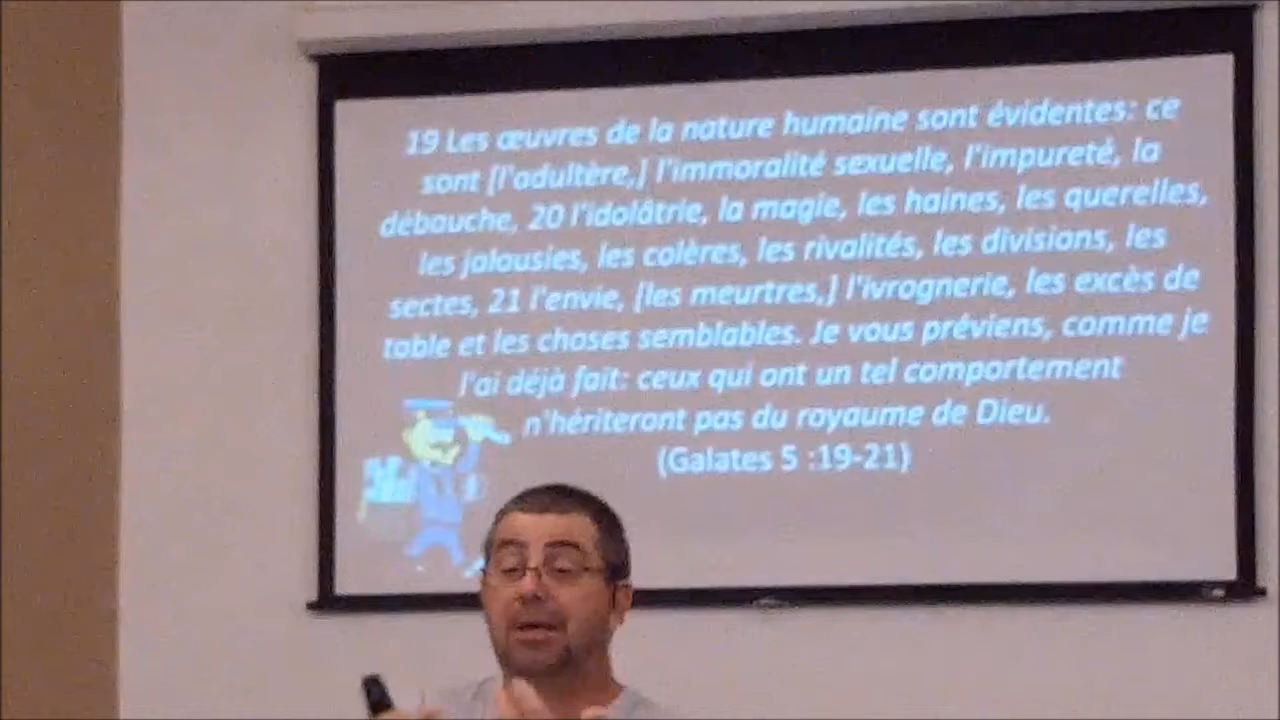 19 Les œuvres de la nature humaine sont évidentes: ce
sont [l'adultère,] l'immoralité sexuelle, l'impureté, la
débauche, 20 l'idolâtrie, la magie, les haines, les querelles,
les jalousies, les colères, les rivalités, les divisions, les
sectes, 21 l'envie, [les meurtres,] l'ivrognerie, les excès de
table et les choses semblables. Je vous préviens, comme je
l'ai déjà fait: ceux qui ont un tel comportement
n'hériteront pas du royaume de Dieu.
(Galates 5 :19-21)